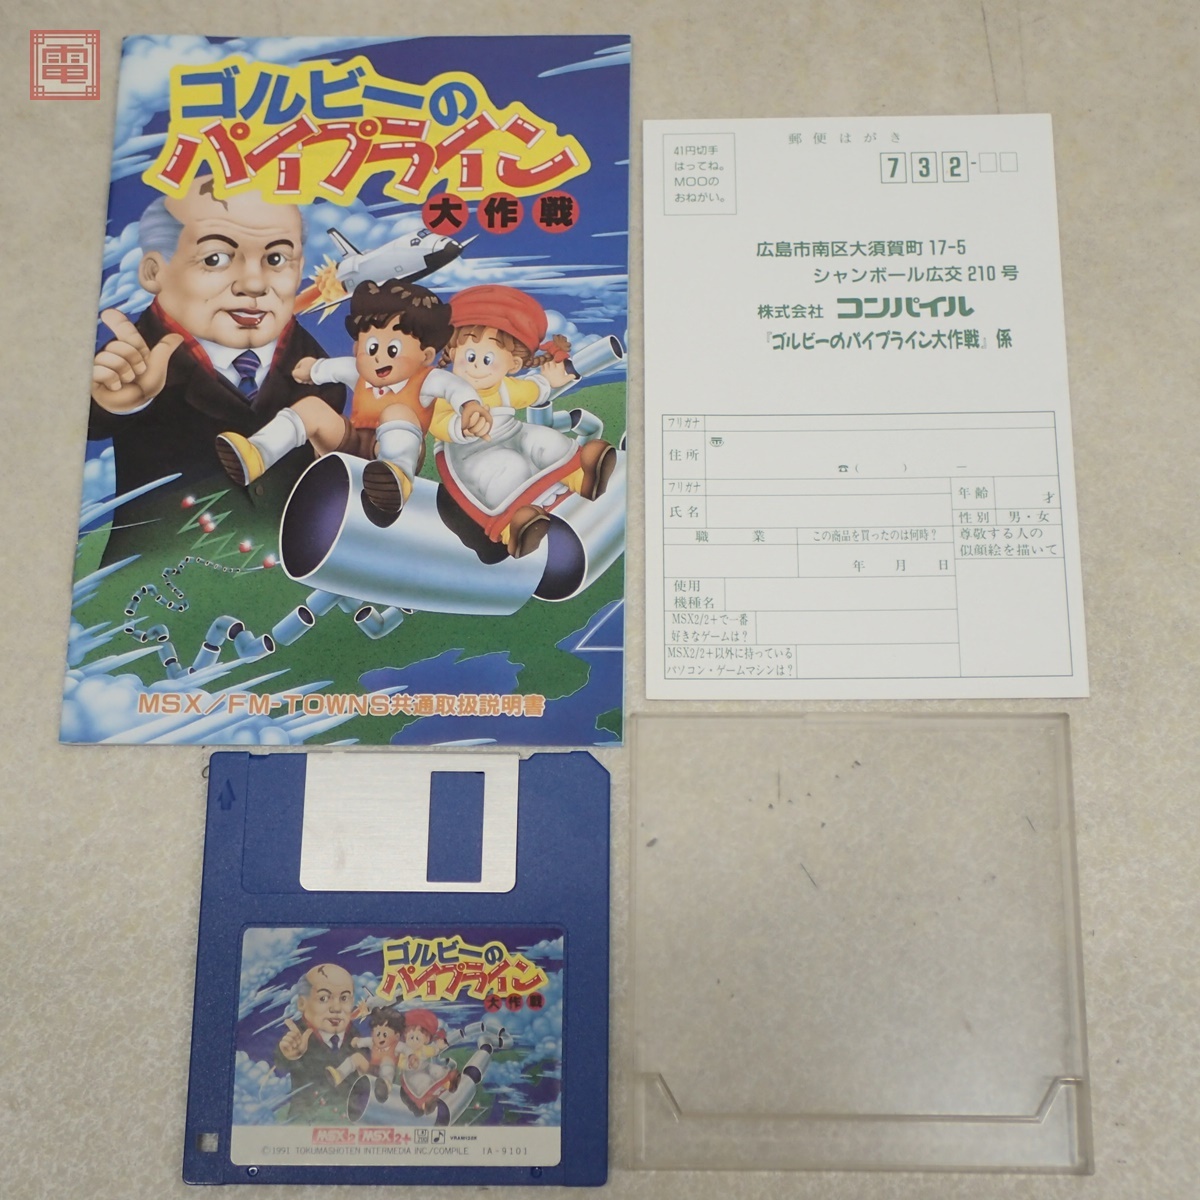 電
ゴルビーの
パイプライン
大作戦
MSX/FM-TOWNS共通取扱説明書
郵便はがき
41円切手
はってね。
MOOの
おねがい。
732-
広島市南区大須賀町17-5
シャンボール広交210号
株式会社 コンパイル
『ゴルビーのパイプライン大作戦』係
フリガナ
住所
〠
☎( ) ―
フリガナ
氏名
年齢 才
性別 男・女
職業
この商品を買ったのは何時?
年 月 日
尊敬する人の
似顔絵を描いて
使用
機種名
MSX2/2+で一番
好きなゲームは?
MSX2/2+以外に持っている
パソコン・ゲームマシンは?
ゴルビーの
パイプライン
大作戦
MSX2 MSX2+
©1991 TOKUMASHOTEN INTERMEDIA INC/COMPILE IA-9101